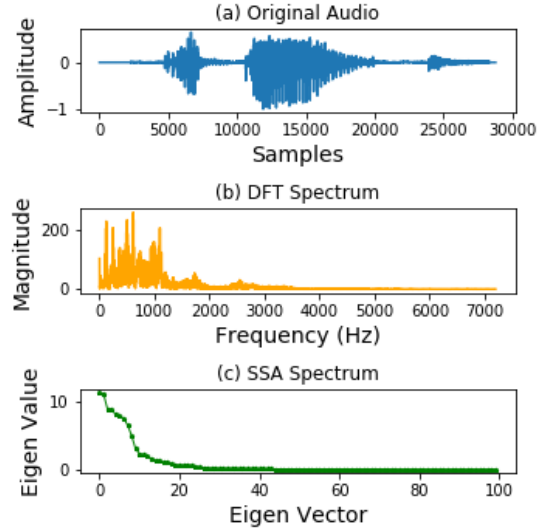 (a) Original Audio
Amplitude
0
−1
0 5000 10000 15000 20000 25000 30000
Samples
(b) DFT Spectrum
Magnitude
200
0
0 1000 2000 3000 4000 5000 6000 7000
Frequency (Hz)
(c) SSA Spectrum
Eigen Value
10
0
0 20 40 60 80 100
Eigen Vector